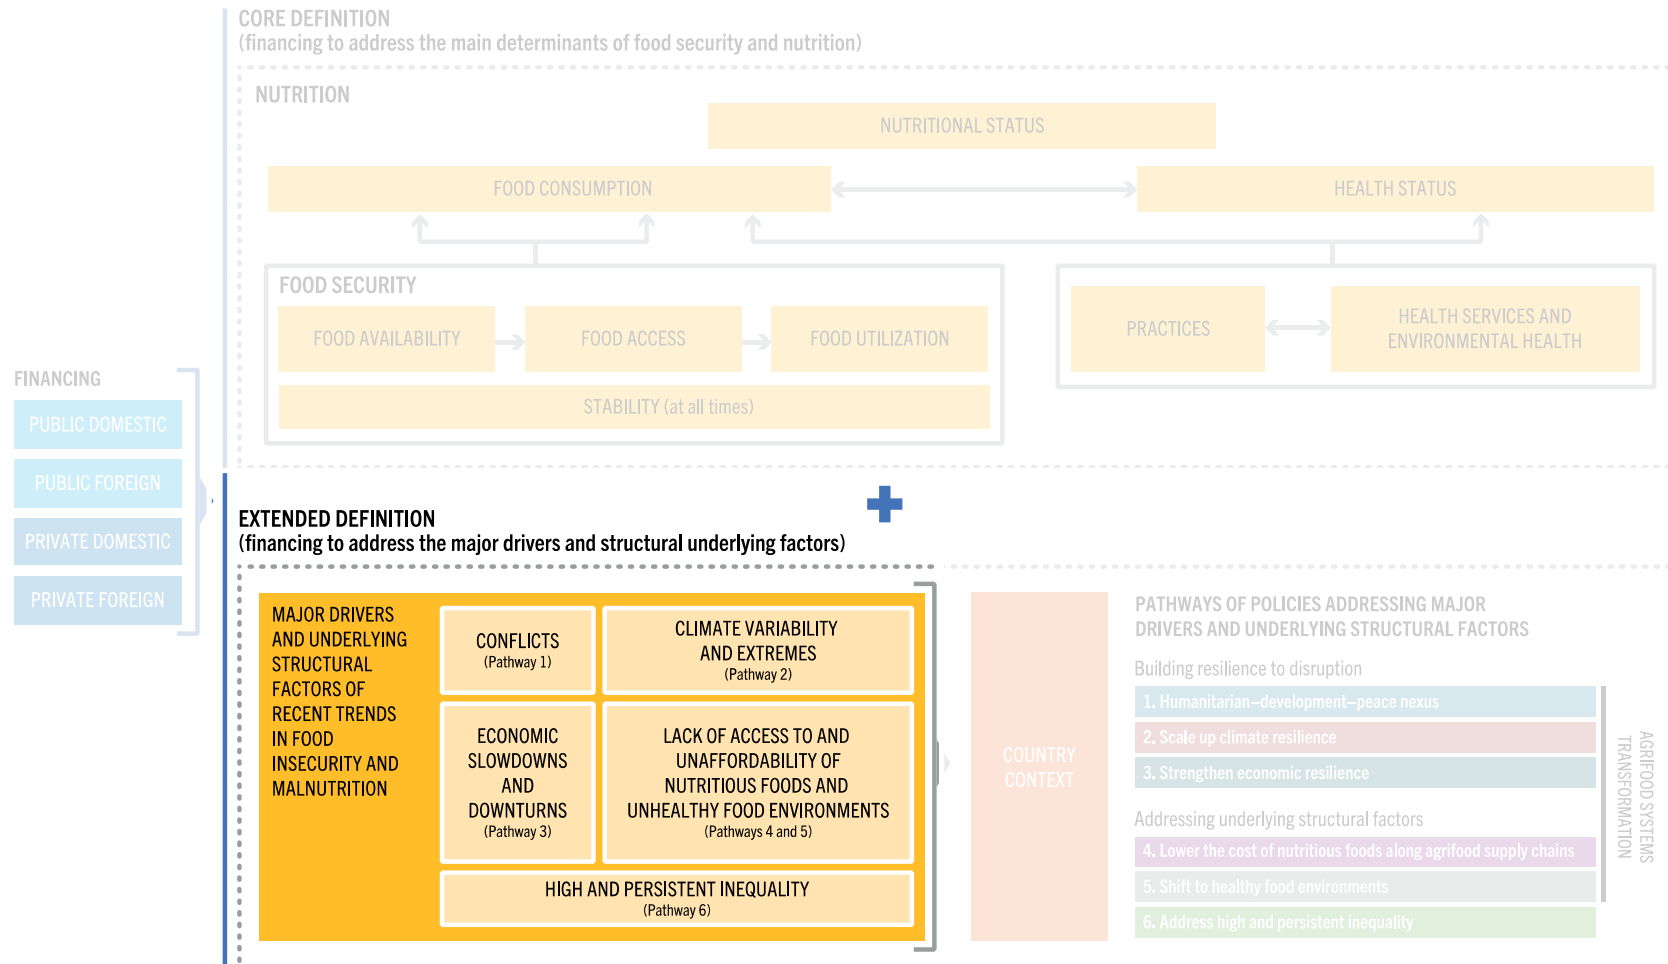 CORE DEFINITION
(financing to address the main determinants of food security and nutrition)
NUTRITION
NUTRITIONAL STATUS
FOOD CONSUMPTION
HEALTH STATUS
FOOD SECURITY
FOOD AVAILABILITY
FOOD ACCESS
FOOD UTILIZATION
STABILITY (at all times)
PRACTICES
HEALTH SERVICES AND
ENVIRONMENTAL HEALTH
FINANCING
PUBLIC DOMESTIC
PUBLIC FOREIGN
PRIVATE DOMESTIC
PRIVATE FOREIGN
EXTENDED DEFINITION
(financing to address the major drivers and structural underlying factors)
MAJOR DRIVERS
AND UNDERLYING
STRUCTURAL
FACTORS OF
RECENT TRENDS
IN FOOD
INSECURITY AND
MALNUTRITION
CONFLICTS
(Pathway 1)
CLIMATE VARIABILITY
AND EXTREMES
(Pathway 2)
ECONOMIC
SLOWDOWNS
AND
DOWNTURNS
(Pathway 3)
LACK OF ACCESS TO AND
UNAFFORDABILITY OF
NUTRITIOUS FOODS AND
UNHEALTHY FOOD ENVIRONMENTS
(Pathways 4 and 5)
HIGH AND PERSISTENT INEQUALITY
(Pathway 6)
COUNTRY
CONTEXT
PATHWAYS OF POLICIES ADDRESSING MAJOR
DRIVERS AND UNDERLYING STRUCTURAL FACTORS
Building resilience to disruption
1. Humanitarian–development–peace nexus
2. Scale up climate resilience
3. Strengthen economic resilience
Addressing underlying structural factors
4. Lower the cost of nutritious foods along agrifood supply chains
5. Shift to healthy food environments
6. Address high and persistent inequality
AGRIFOOD SYSTEMS
TRANSFORMATION